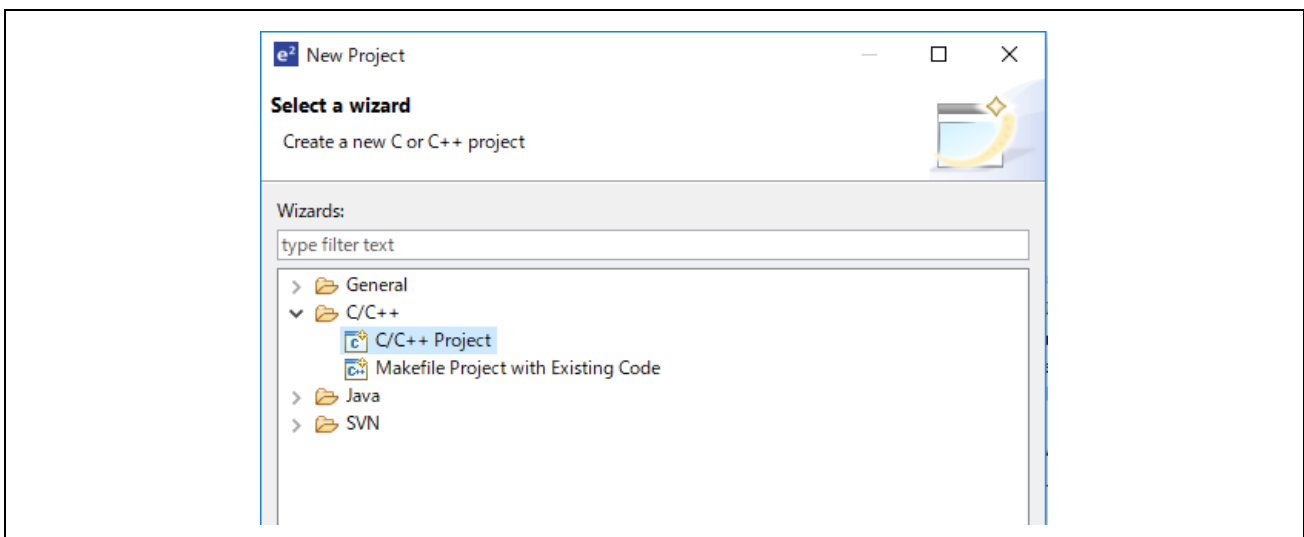 e² New Project
Select a wizard
Create a new C or C++ project
Wizards:
type filter text
General
C/C++
C/C++ Project
Makefile Project with Existing Code
Java
SVN